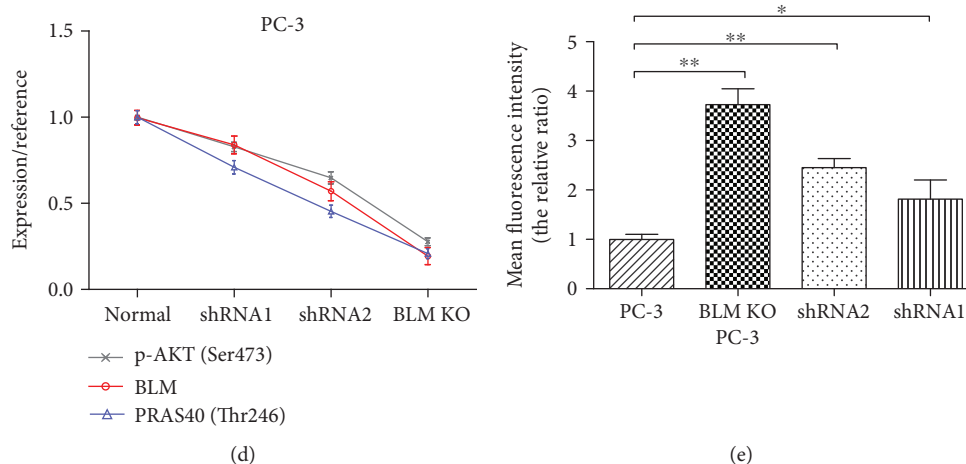 PC-3
Expression/reference
1.5
1.0
0.5
0.0
Normal shRNA1 shRNA2 BLM KO
p-AKT (Ser473)
BLM
PRAS40 (Thr246)
(d)
Mean fluorescence intensity
(the relative ratio)
5
4
3
2
1
0
*
**
**
PC-3 BLM KO shRNA2 shRNA1
PC-3
(e)